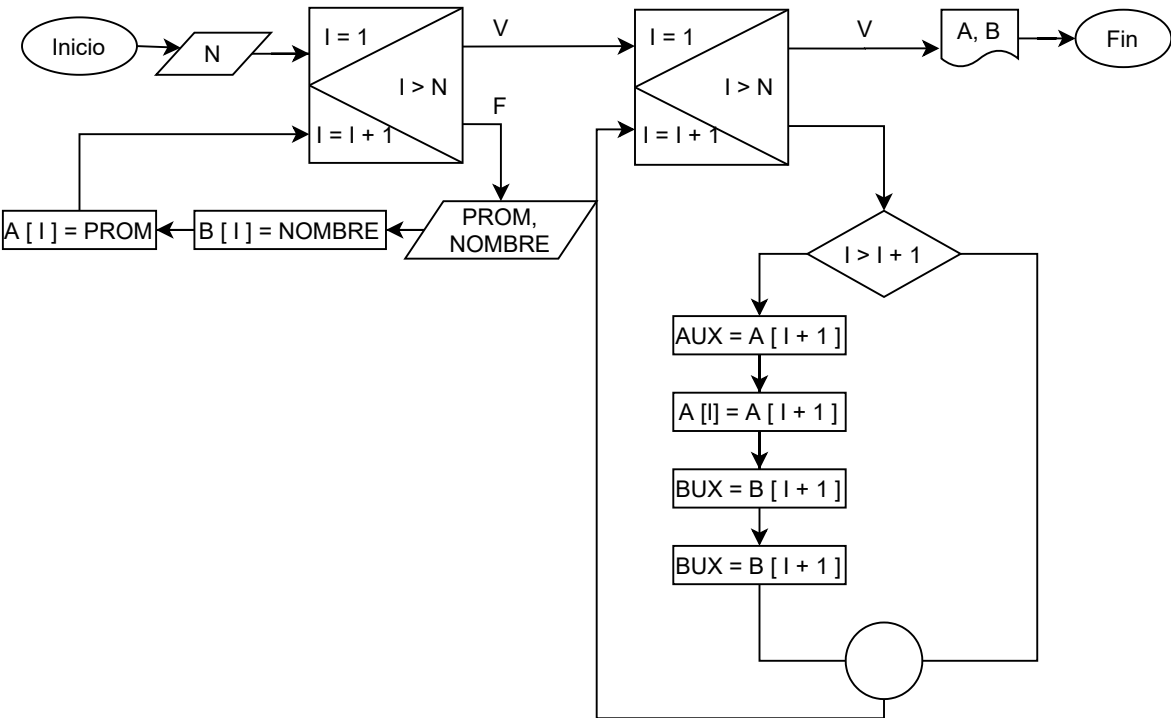 Inicio
N
I = 1
I > N
I = I + 1
V
F
I = 1
I > N
I = I + 1
V
A, B
Fin
A [ I ] = PROM
B [ I ] = NOMBRE
PROM,
NOMBRE
I > I + 1
AUX = A [ I + 1 ]
A [I] = A [ I + 1 ]
BUX = B [ I + 1 ]
BUX = B [ I + 1 ]